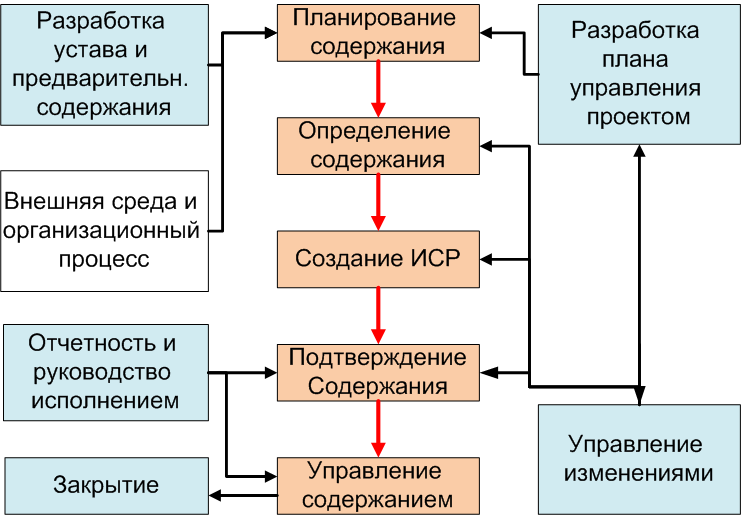 Разработка
устава и
предварительн.
содержания
Планирование
содержания
Разработка
плана
управления
проектом
Определение
содержания
Внешняя среда и
организационный
процесс
Создание ИСР
Отчетность и
руководство
исполнением
Подтверждение
Содержания
Управление
изменениями
Закрытие
Управление
содержанием